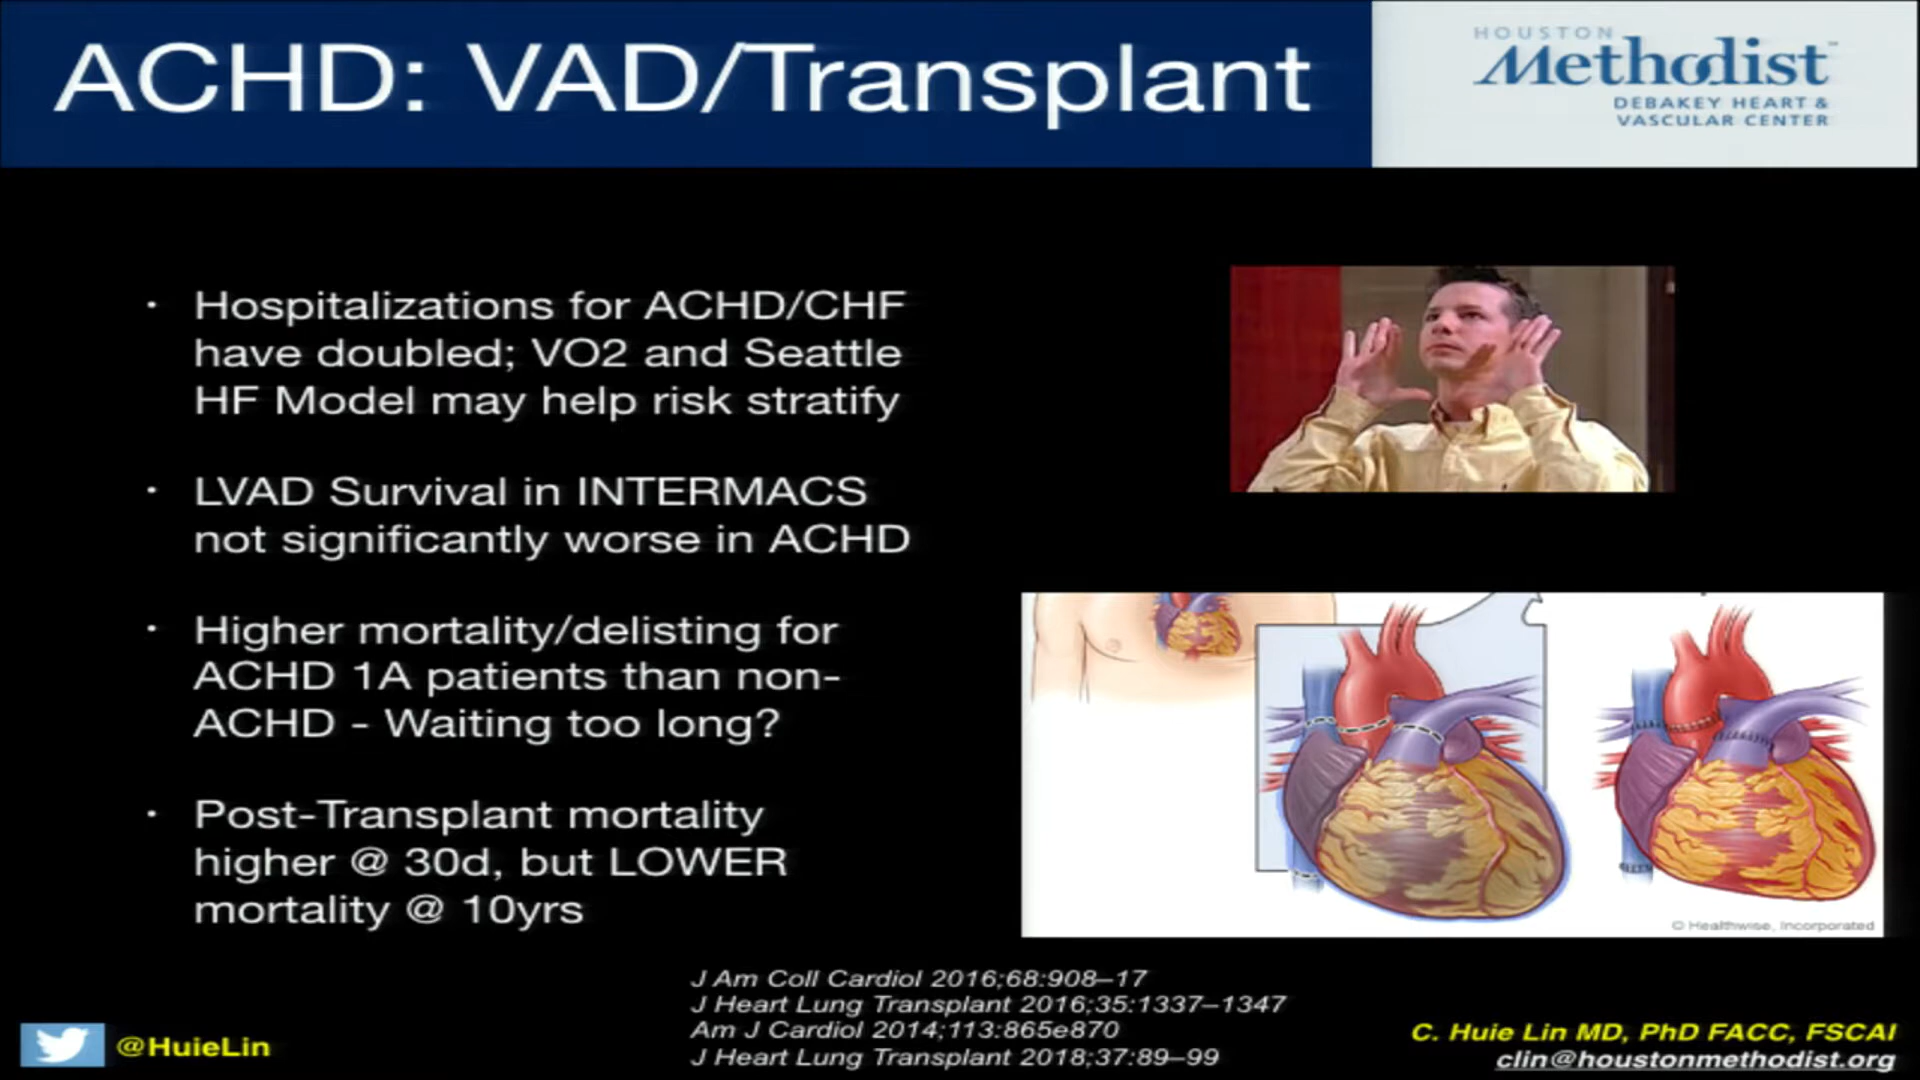 ACHD: VAD/Transplant
HOUSTON
Methodist
DEBAKEY HEART &
VASCULAR CENTER
· Hospitalizations for ACHD/CHF
have doubled; VO2 and Seattle
HF Model may help risk stratify
· LVAD Survival in INTERMACS
not significantly worse in ACHD
· Higher mortality/delisting for
ACHD 1A patients than non-
ACHD - Waiting too long?
· Post-Transplant mortality
higher @ 30d, but LOWER
mortality @ 10yrs
© Healthwise, Incorporated
J Am Coll Cardiol 2016;68:908–17
J Heart Lung Transplant 2016;35:1337–1347
Am J Cardiol 2014;113:865e870
J Heart Lung Transplant 2018;37:89–99
@HuieLin
C. Huie Lin MD, PhD FACC, FSCAI
clin@houstonmethodist.org